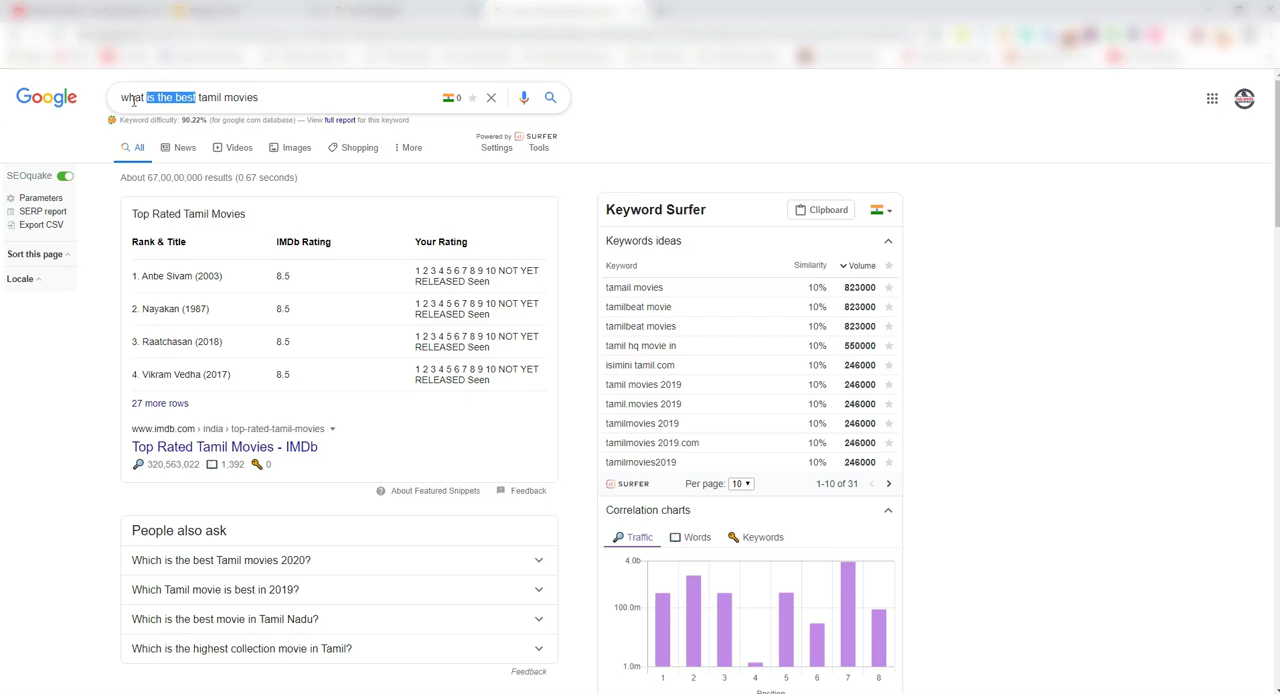 Google
what is the best tamil movies
0
Keyword difficulty: 90.22% (for google.com database) — View full report for this keyword
Powered by SURFER
All News Videos Images Shopping More Settings Tools
SEOquake
Parameters
SERP report
Export CSV
Sort this page
Locale
About 67,00,00,000 results (0.67 seconds)
Top Rated Tamil Movies
Rank & Title IMDb Rating Your Rating
1. Anbe Sivam (2003) 8.5 1 2 3 4 5 6 7 8 9 10 NOT YET
RELEASED Seen
2. Nayakan (1987) 8.5 1 2 3 4 5 6 7 8 9 10 NOT YET
RELEASED Seen
3. Raatchasan (2018) 8.5 1 2 3 4 5 6 7 8 9 10 NOT YET
RELEASED Seen
4. Vikram Vedha (2017) 8.5 1 2 3 4 5 6 7 8 9 10 NOT YET
RELEASED Seen
27 more rows
www.imdb.com › india › top-rated-tamil-movies
Top Rated Tamil Movies - IMDb
320,563,022 1,392 0
About Featured Snippets Feedback
People also ask
Which is the best Tamil movies 2020?
Which Tamil movie is best in 2019?
Which is the best movie in Tamil Nadu?
Which is the highest collection movie in Tamil?
Feedback
Keyword Surfer Clipboard
Keywords ideas
Keyword Similarity Volume
tamail movies 10% 823000
tamilbeat movie 10% 823000
tamilbeat movies 10% 823000
tamil hq movie in 10% 550000
isimini tamil.com 10% 246000
tamil movies 2019 10% 246000
tamil.movies 2019 10% 246000
tamilmovies 2019 10% 246000
tamilmovies 2019.com 10% 246000
tamilmovies2019 10% 246000
SURFER Per page: 10 1-10 of 31
Correlation charts
Traffic Words Keywords
4.0b
100.0m
1.0m
1 2 3 4 5 6 7 8
Position